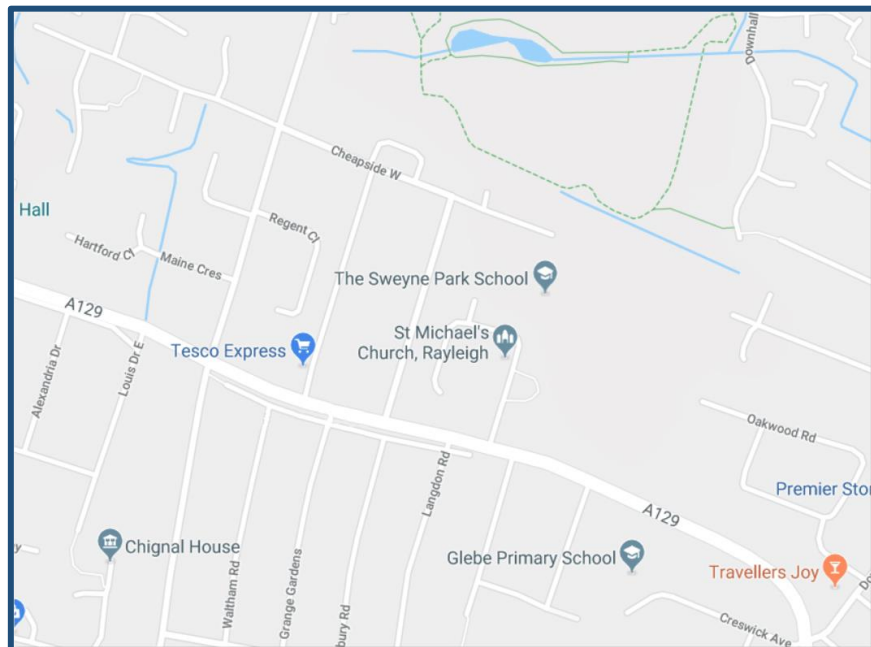 Downhall
Cheapside W
Hall
Regent Cl
Hartford Cl
Maine Cres
The Sweyne Park School
A129
St Michael's
Church, Rayleigh
Tesco Express
Alexandria Dr
Louis Dr E
Oakwood Rd
Langdon Rd
Premier Stor
A129
Chignal House
Glebe Primary School
Travellers Joy
Waltham Rd
Grange Gardens
bury Rd
Creswick Ave